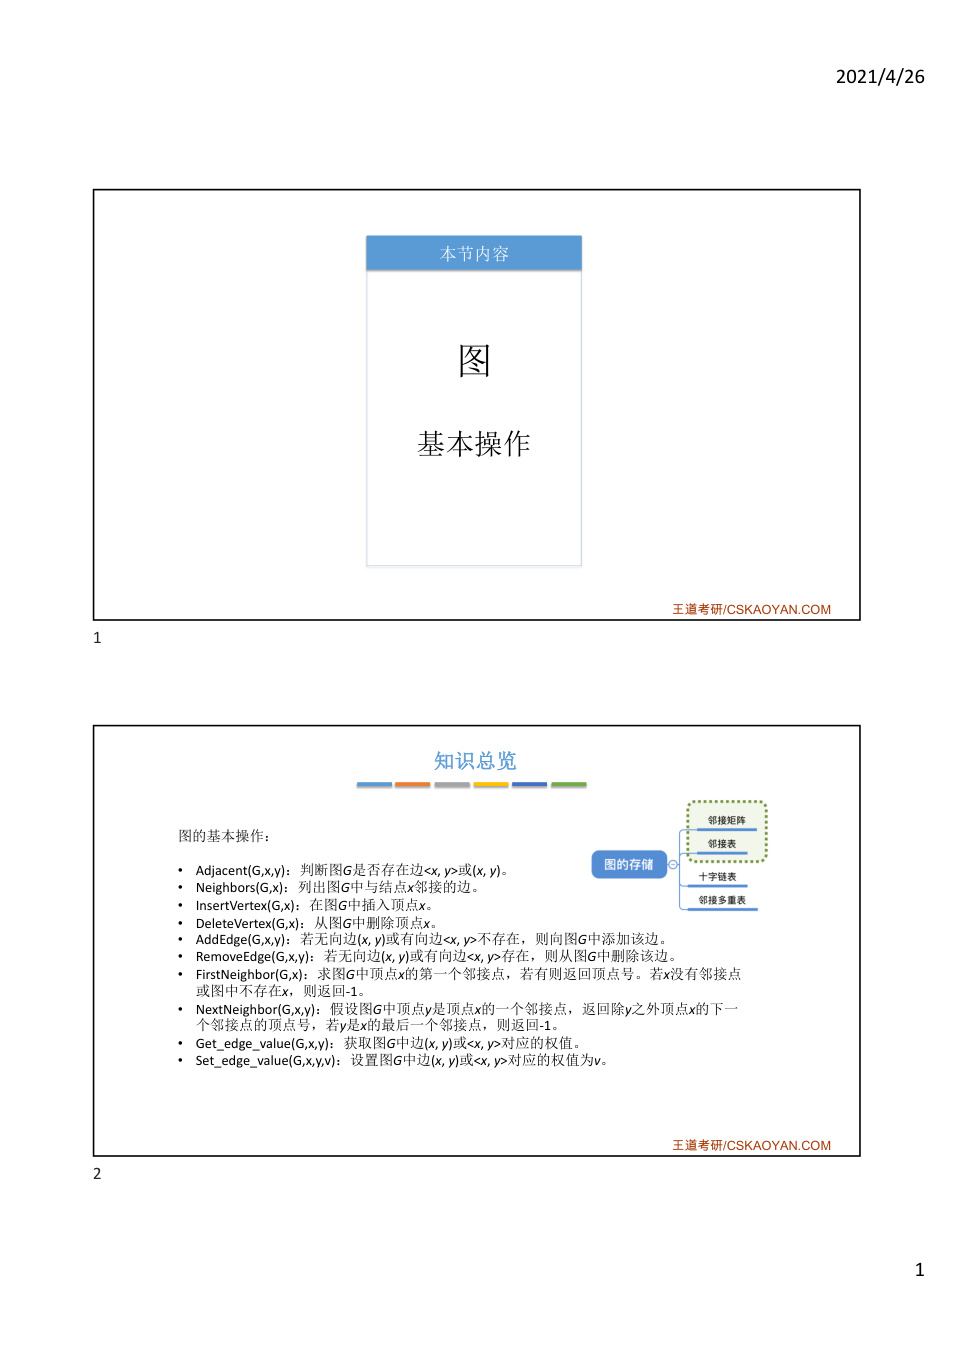 2021/4/26
本节内容
图
基本操作
王道考研/CSKAOYAN.COM
1
知识总览
图的基本操作：
• Adjacent(G,x,y)：判断图G是否存在边<x, y>或(x, y)。
• Neighbors(G,x)：列出图G中与结点x邻接的边。
• InsertVertex(G,x)：在图G中插入顶点x。
• DeleteVertex(G,x)：从图G中删除顶点x。
• AddEdge(G,x,y)：若无向边(x, y)或有向边<x, y>不存在，则向图G中添加该边。
• RemoveEdge(G,x,y)：若无向边(x, y)或有向边<x, y>存在，则从图G中删除该边。
• FirstNeighbor(G,x)：求图G中顶点x的第一个邻接点，若有则返回顶点号。若x没有邻接点
或图中不存在x，则返回-1。
• NextNeighbor(G,x,y)：假设图G中顶点y是顶点x的一个邻接点，返回除y之外顶点x的下一
个邻接点的顶点号，若y是x的最后一个邻接点，则返回-1。
• Get_edge_value(G,x,y)：获取图G中边(x, y)或<x, y>对应的权值。
• Set_edge_value(G,x,y,v)：设置图G中边(x, y)或<x, y>对应的权值为v。
图的存储
邻接矩阵
邻接表
十字链表
邻接多重表
王道考研/CSKAOYAN.COM
2
1